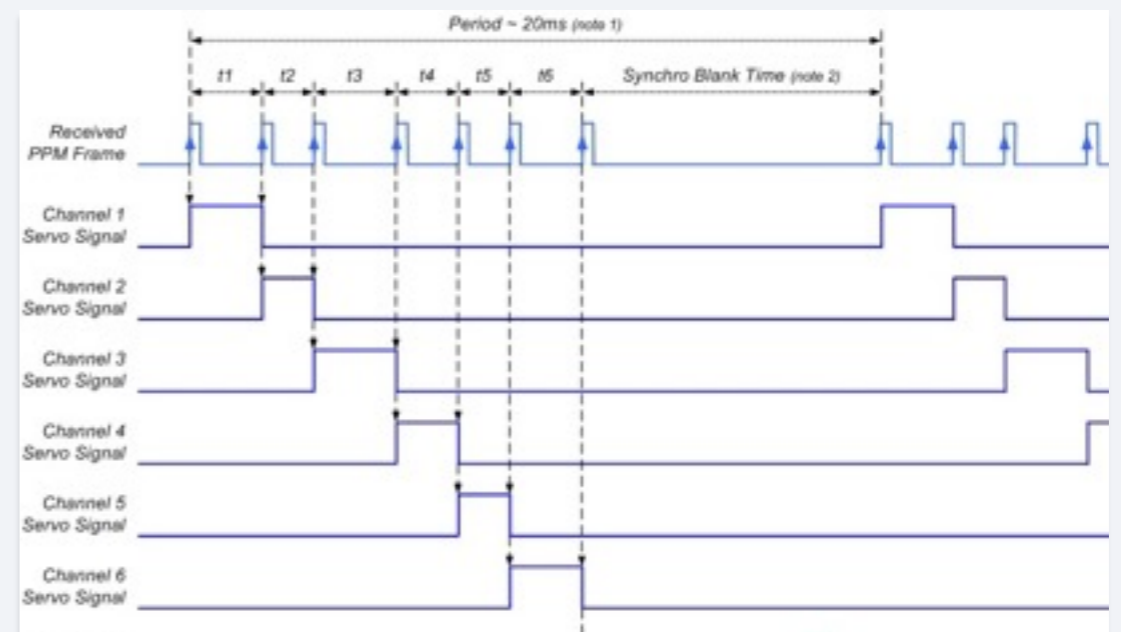 Period ~ 20ms (note 1)
t1 t2 t3 t4 t5 t6 Synchro Blank Time (note 2)
Received
PPM Frame
Channel 1
Servo Signal
Channel 2
Servo Signal
Channel 3
Servo Signal
Channel 4
Servo Signal
Channel 5
Servo Signal
Channel 6
Servo Signal